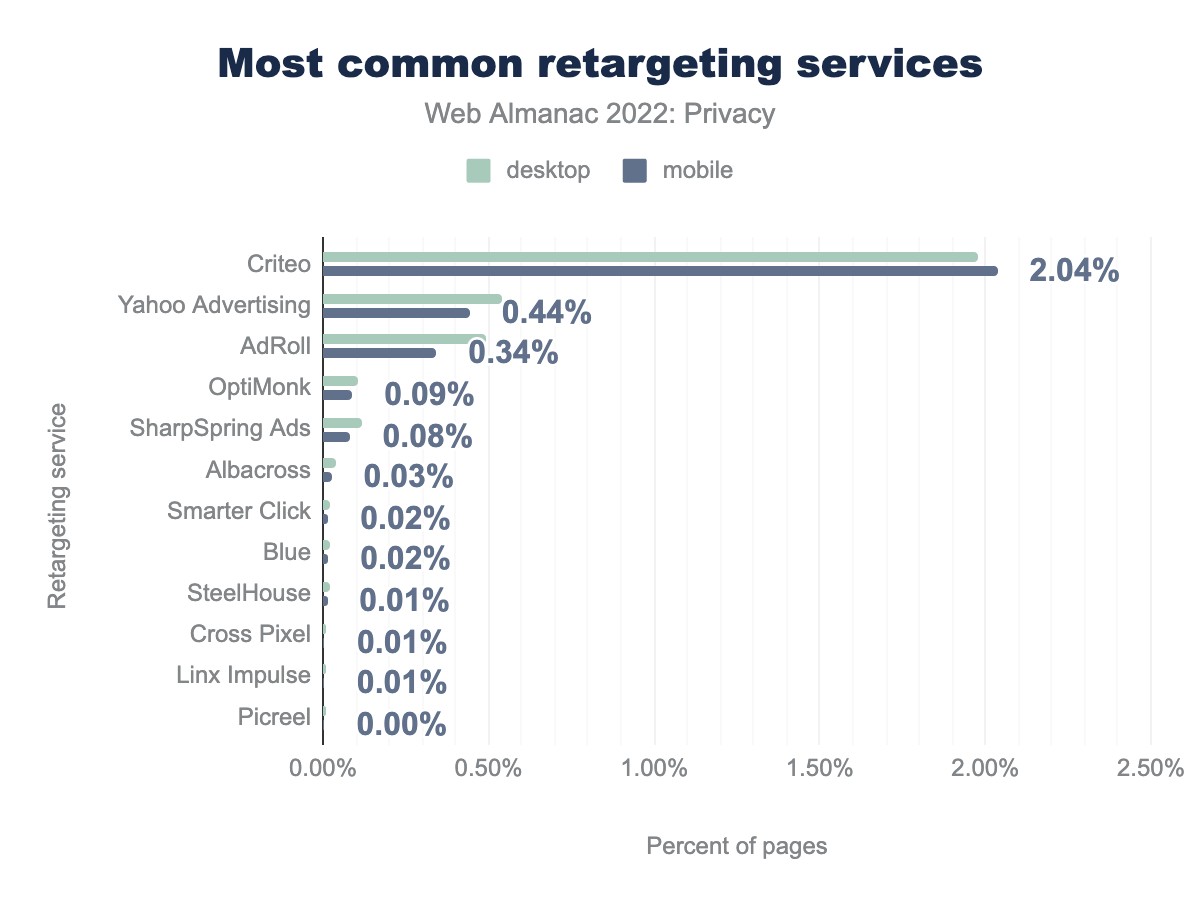 Most common retargeting services
Web Almanac 2022: Privacy
desktop
mobile
Retargeting service
Criteo
2.04%
Yahoo Advertising
0.44%
AdRoll
0.34%
OptiMonk
0.09%
SharpSpring Ads
0.08%
Albacross
0.03%
Smarter Click
0.02%
Blue
0.02%
SteelHouse
0.01%
Cross Pixel
0.01%
Linx Impulse
0.01%
Picreel
0.00%
0.00% 0.50% 1.00% 1.50% 2.00% 2.50%
Percent of pages